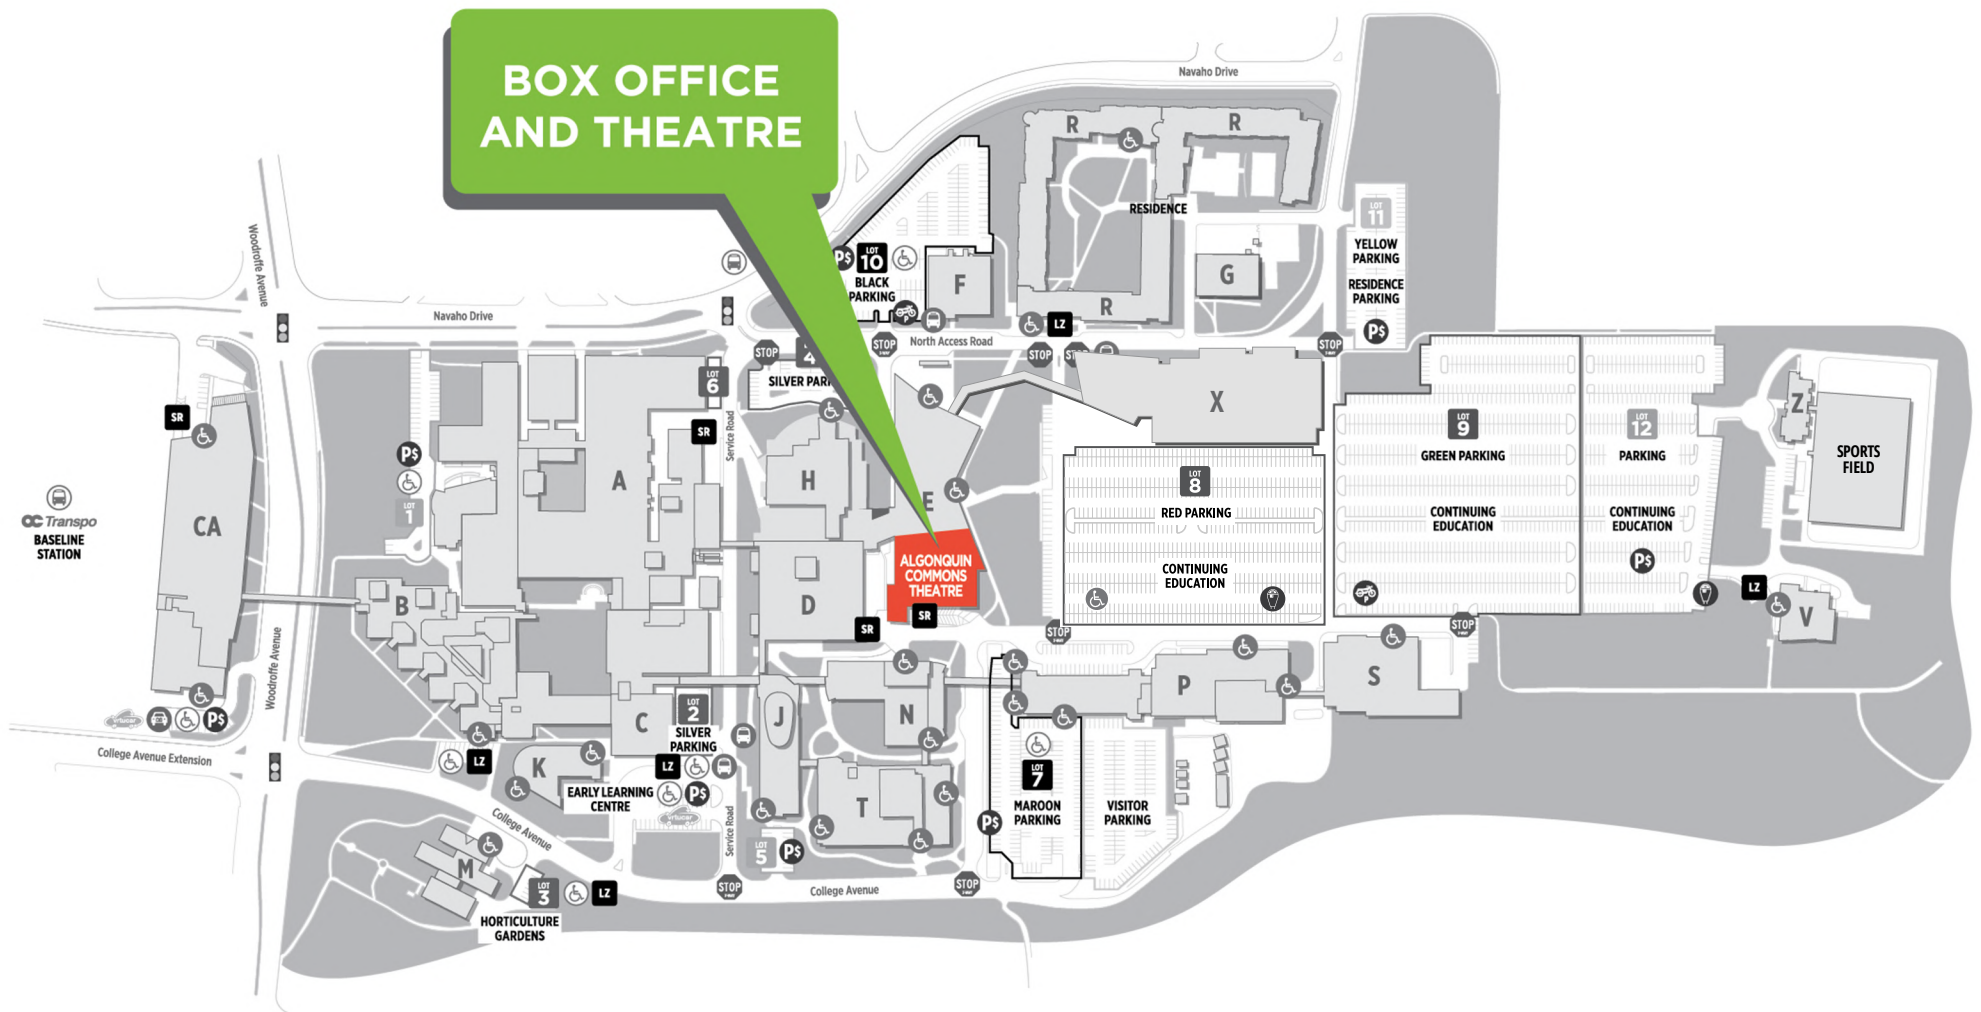 BOX OFFICE
AND THEATRE
Navaho Drive
R
R
RESIDENCE
LOT
11
YELLOW
PARKING
RESIDENCE
PARKING
P$
Woodroffe Avenue
P$
LOT
10
BLACK
PARKING
P
F
G
R
LZ
Navaho Drive
North Access Road
STOP
STOP
STOP
STOP
4
SILVER PAR
LOT
6
SR
SR
Service Road
X
LOT
9
GREEN PARKING
CONTINUING
EDUCATION
P
LOT
12
PARKING
CONTINUING
EDUCATION
P$
Z
SPORTS
FIELD
P$
LOT
1
A
H
E
LOT
8
RED PARKING
CONTINUING
EDUCATION
OC Transpo
BASELINE
STATION
CA
ALGONQUIN
COMMONS
THEATRE
SR
SR
B
D
LZ
V
STOP
STOP
Woodroffe Avenue
P$
virtucar
College Avenue Extension
C
LOT
2
SILVER
PARKING
J
N
P
S
LZ
K
LZ
EARLY LEARNING
CENTRE
P$
virtucar
T
LOT
7
MAROON
PARKING
P$
VISITOR
PARKING
College Avenue
Service Road
LOT
5
P$
M
LOT
3
LZ
HORTICULTURE
GARDENS
STOP
College Avenue
STOP